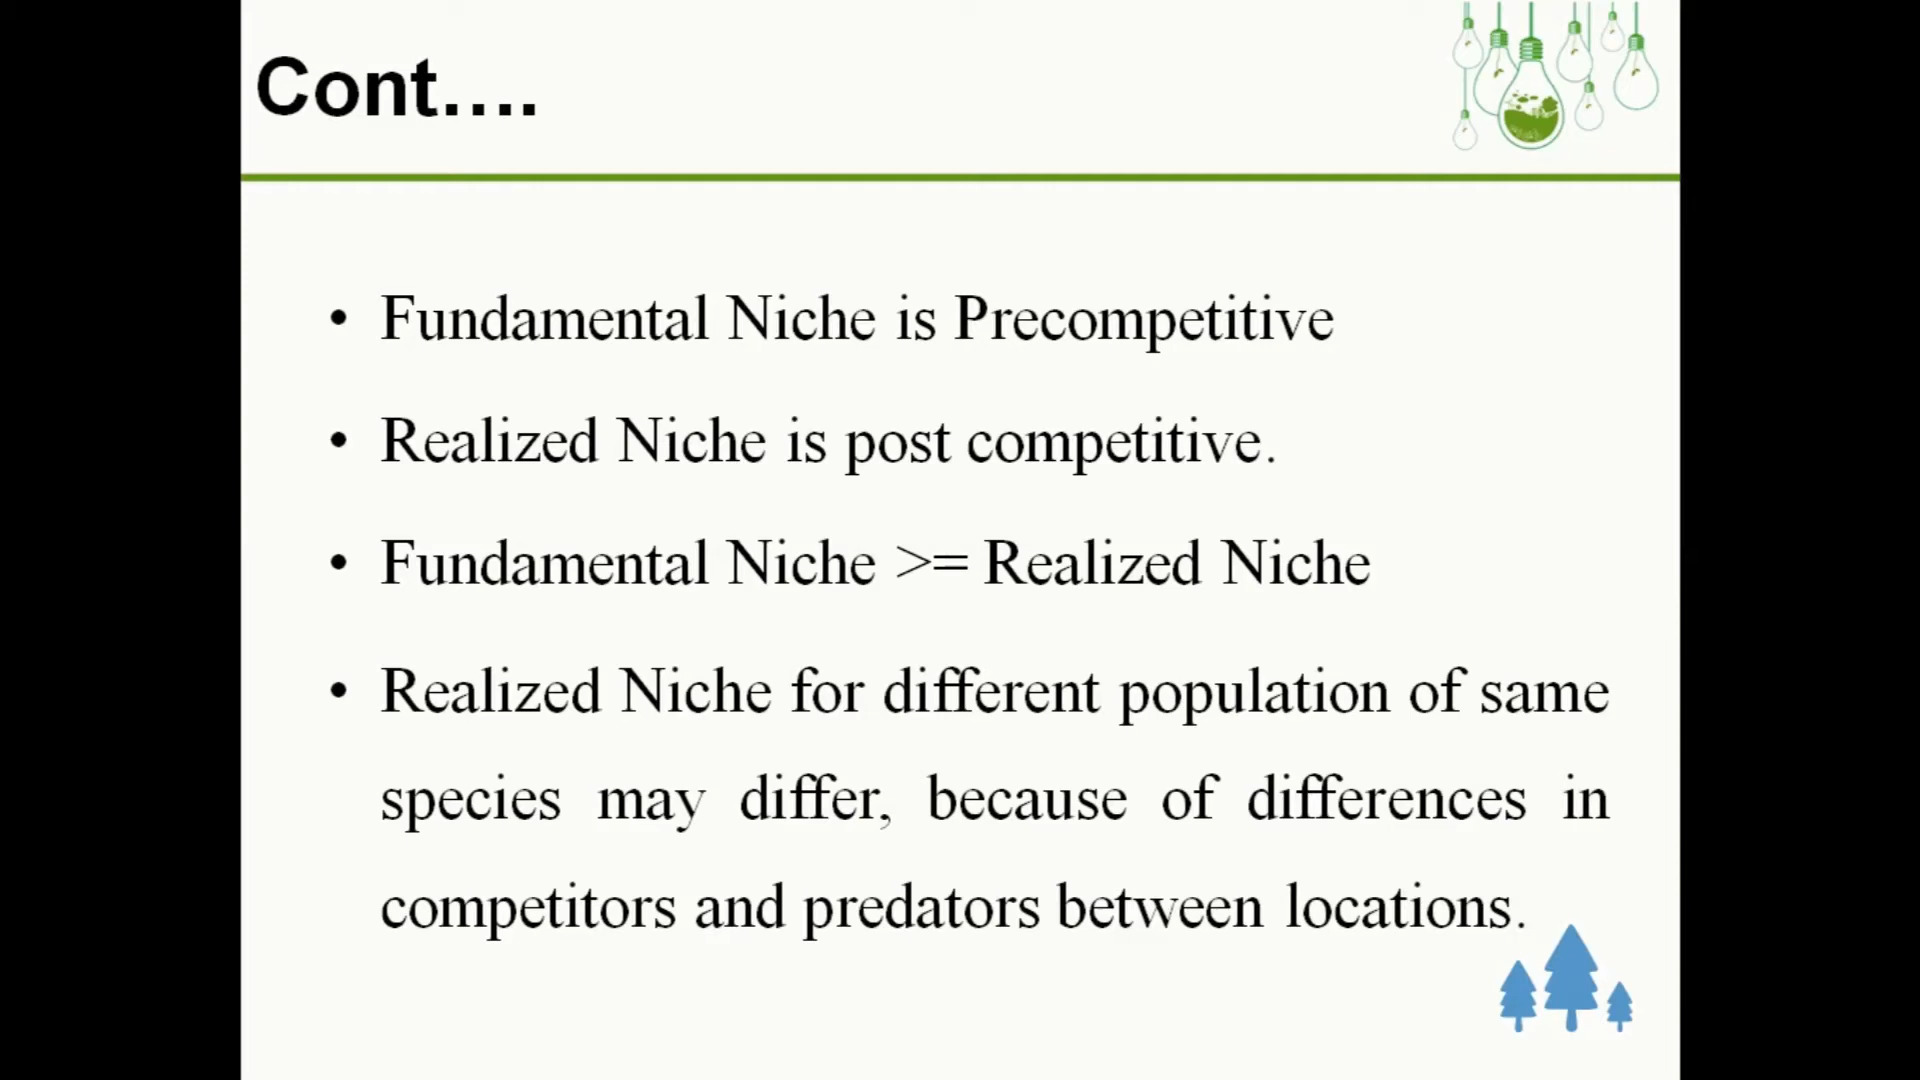 Cont....
• Fundamental Niche is Precompetitive
• Realized Niche is post competitive.
• Fundamental Niche >= Realized Niche
• Realized Niche for different population of same
species may differ, because of differences in
competitors and predators between locations.